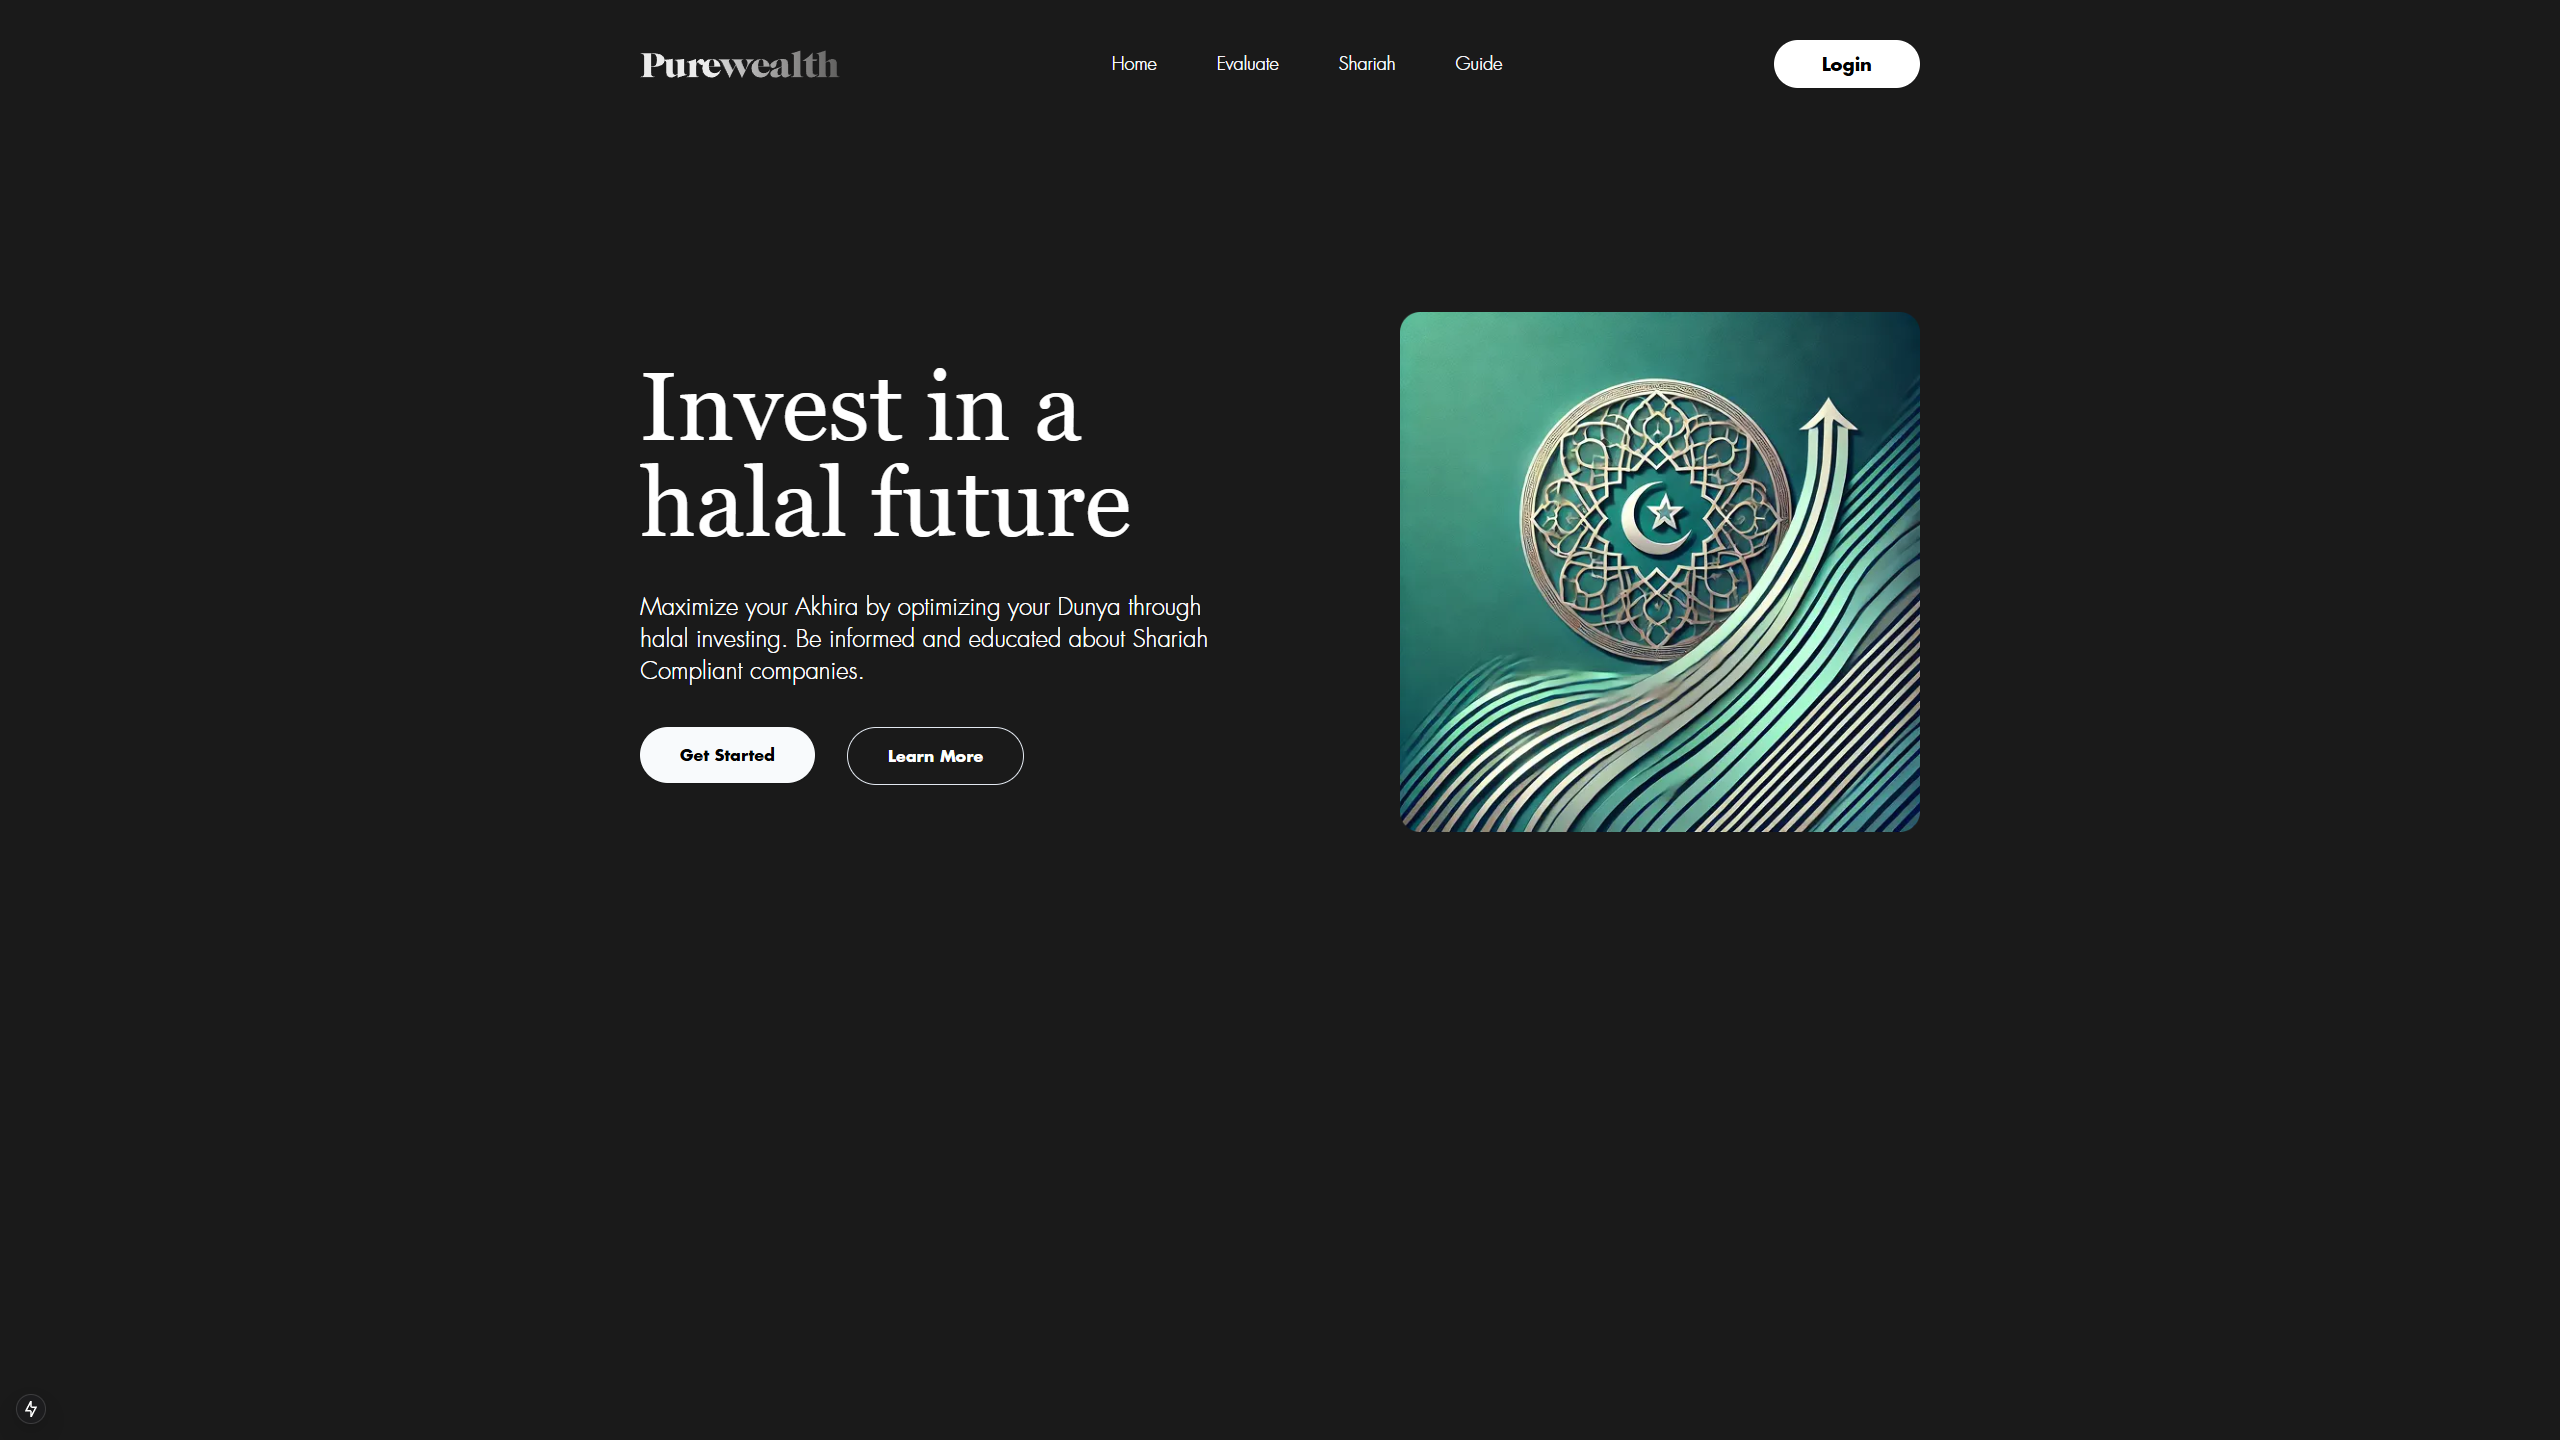 Purewealth
Home Evaluate Shariah Guide
Login
Invest in a
halal future
Maximize your Akhira by optimizing your Dunya through
halal investing. Be informed and educated about Shariah
Compliant companies.
Get Started Learn More